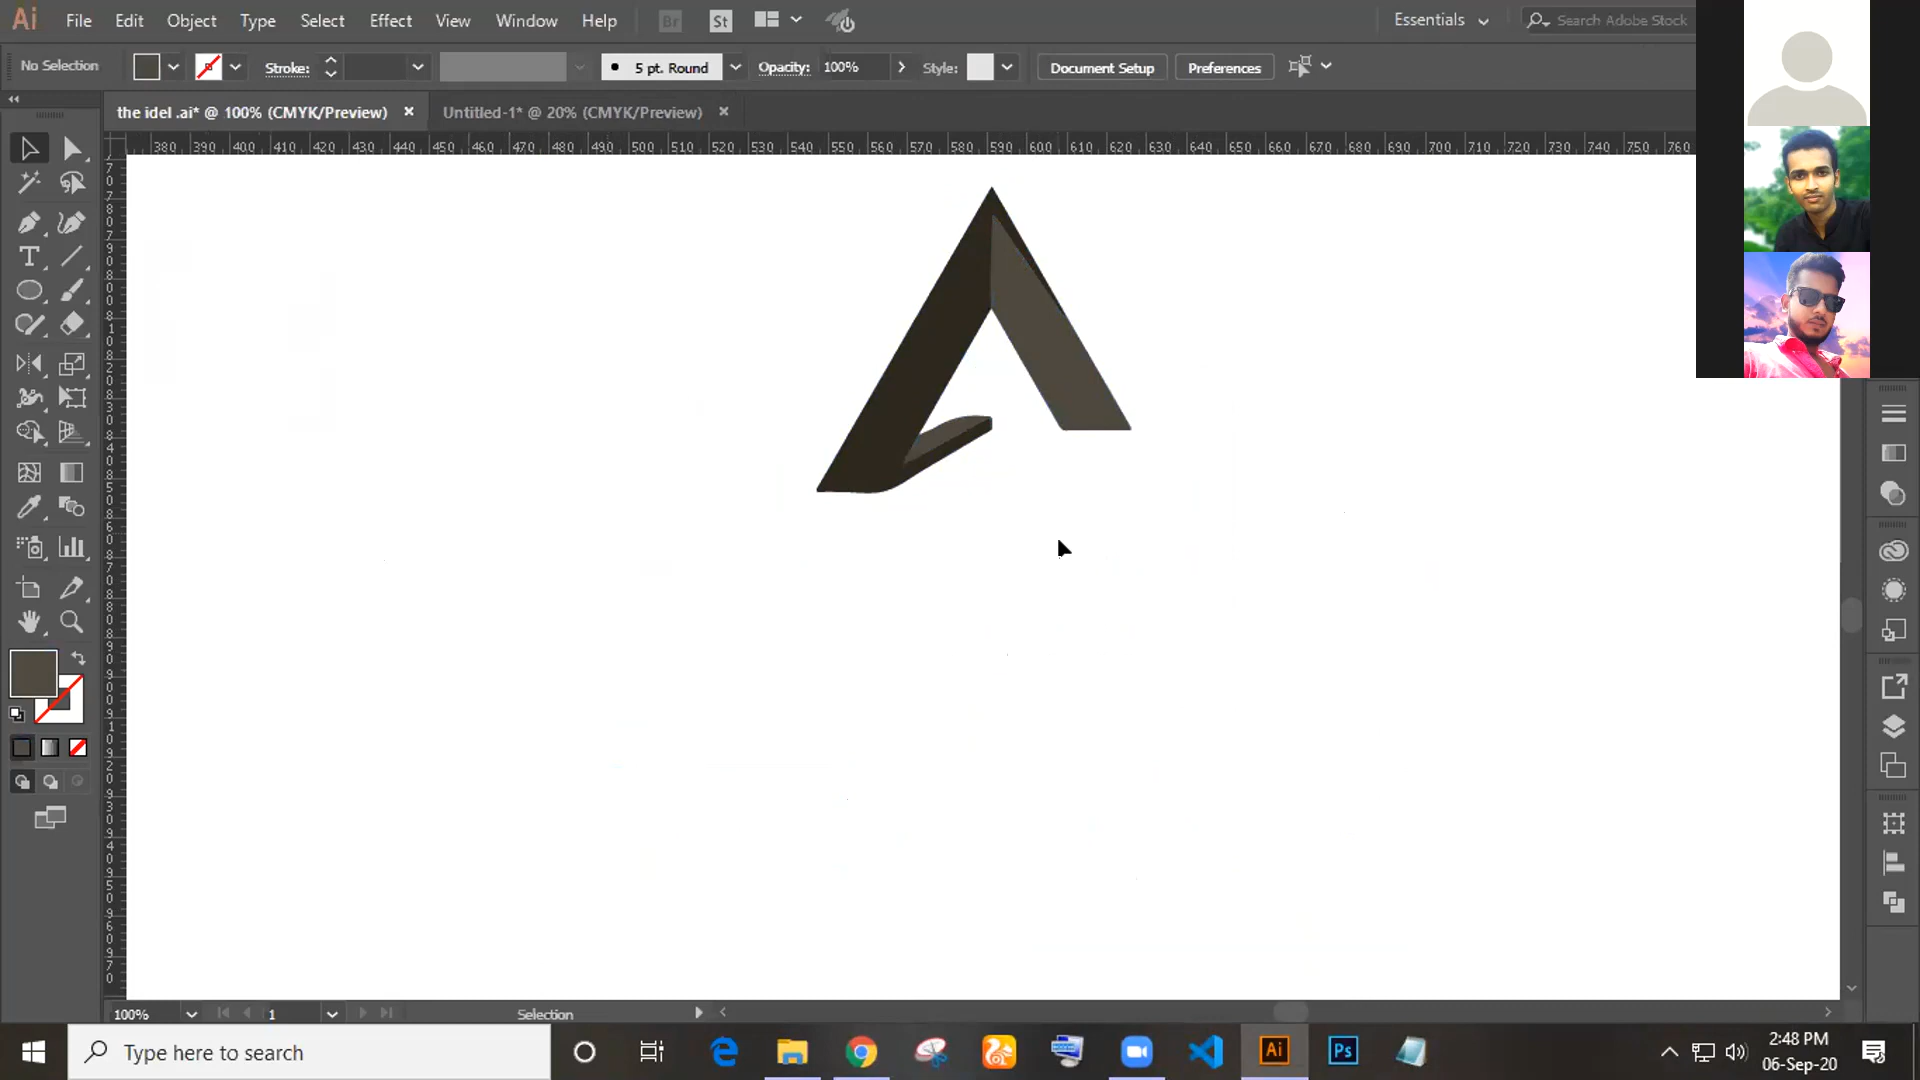 Ai File Edit Object Type Select Effect View Window Help Br St Essentials Search Adobe Stock
No Selection Stroke: 5 pt. Round Opacity: 100% Style: Document Setup Preferences
the idel .ai* @ 100% (CMYK/Preview) Untitled-1* @ 20% (CMYK/Preview)
380 390 400 410 420 430 440 450 460 470 480 490 500 510 520 530 540 550 560 570 580 590 600 610 620 630 640 650 660 670 680 690 700 710 720 730 740 750 760
100% 1 Selection
Type here to search
Ai Ps
2:48 PM
06-Sep-20